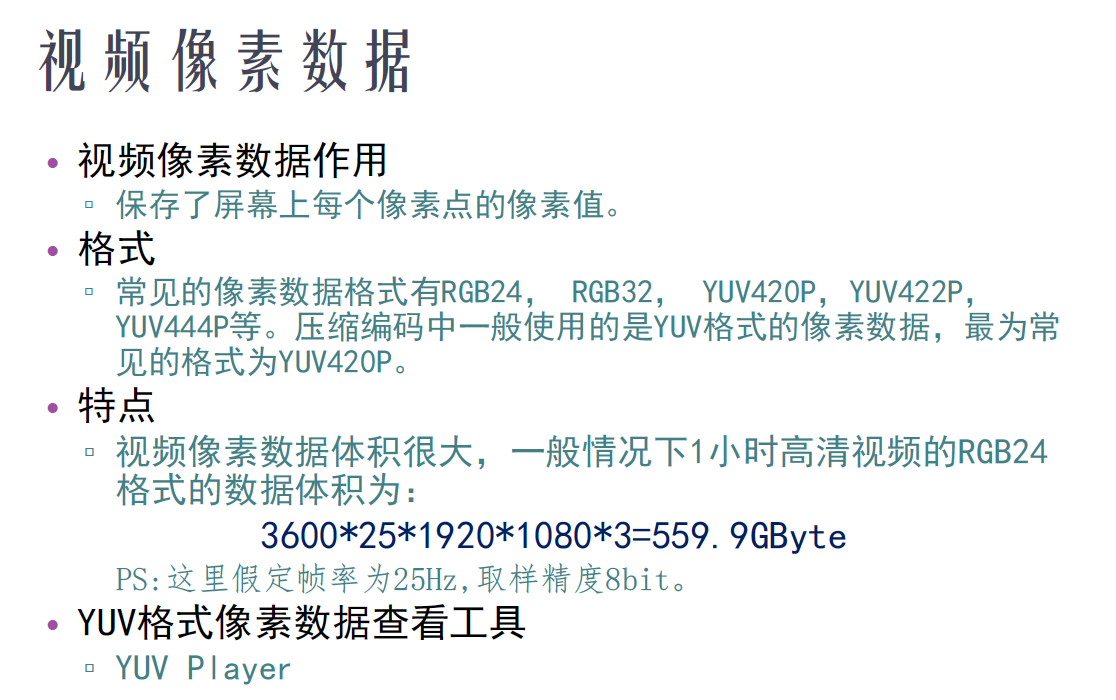 视频像素数据
• 视频像素数据作用
▫ 保存了屏幕上每个像素点的像素值。
• 格式
▫ 常见的像素数据格式有RGB24， RGB32， YUV420P，YUV422P，
YUV444P等。压缩编码中一般使用的是YUV格式的像素数据，最为常
见的格式为YUV420P。
• 特点
▫ 视频像素数据体积很大，一般情况下1小时高清视频的RGB24
格式的数据体积为：
3600*25*1920*1080*3=559.9GByte
PS:这里假定帧率为25Hz,取样精度8bit。
• YUV格式像素数据查看工具
▫ YUV Player